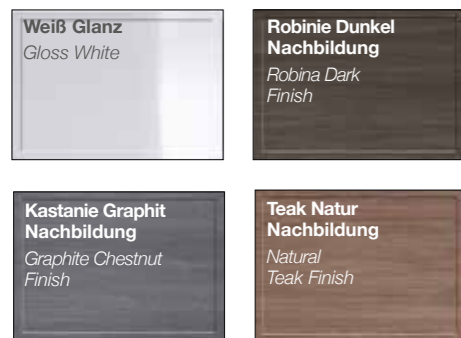 Weiß Glanz
Gloss White
Robinie Dunkel
Nachbildung
Robina Dark
Finish
Kastanie Graphit
Nachbildung
Graphite Chestnut
Finish
Teak Natur
Nachbildung
Natural
Teak Finish